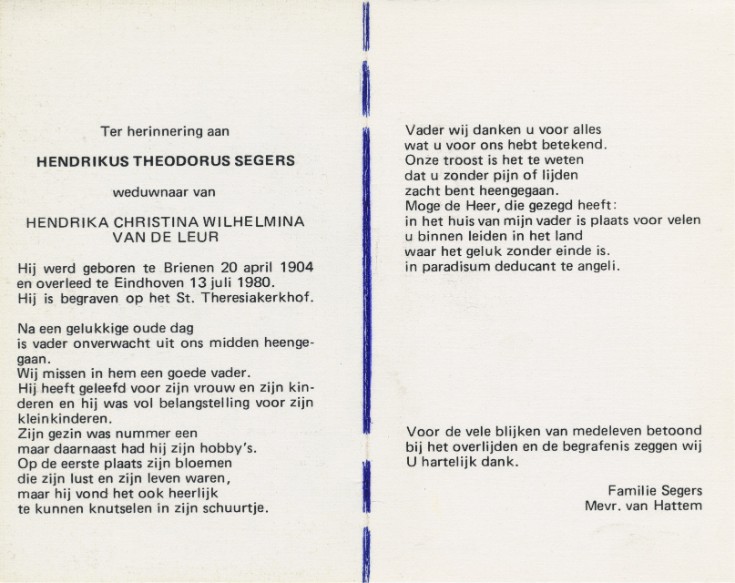 Ter herinnering aan
HENDRIKUS THEODORUS SEGERS
weduwnaar van
HENDRIKA CHRISTINA WILHELMINA
VAN DE LEUR
Hij werd geboren te Brienen 20 april 1904
en overleed te Eindhoven 13 juli 1980.
Hij is begraven op het St. Theresiakerkhof.
Na een gelukkige oude dag
is vader onverwacht uit ons midden heenge-
gaan.
Wij missen in hem een goede vader.
Hij heeft geleefd voor zijn vrouw en zijn kin-
deren en hij was vol belangstelling voor zijn
kleinkinderen.
Zijn gezin was nummer een
maar daarnaast had hij zijn hobby's.
Op de eerste plaats zijn bloemen
die zijn lust en zijn leven waren,
maar hij vond het ook heerlijk
te kunnen knutselen in zijn schuurtje.
Vader wij danken u voor alles
wat u voor ons hebt betekend.
Onze troost is het te weten
dat u zonder pijn of lijden
zacht bent heengegaan.
Moge de Heer, die gezegd heeft:
in het huis van mijn vader is plaats voor velen
u binnen leiden in het land
waar het geluk zonder einde is.
in paradisum deducant te angeli.
Voor de vele blijken van medeleven betoond
bij het overlijden en de begrafenis zeggen wij
U hartelijk dank.
Familie Segers
Mevr. van Hattem